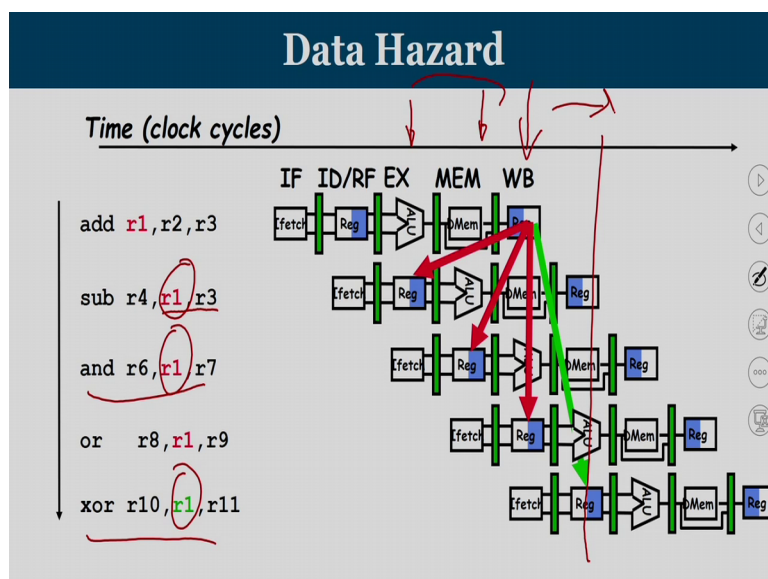 Data Hazard
Time (clock cycles)
IF ID/RF EX MEM WB
add r1,r2,r3
Ifetch Reg ALU DMem Reg
sub r4,r1,r3
Ifetch Reg ALU DMem Reg
and r6,r1,r7
Ifetch Reg ALU DMem Reg
or r8,r1,r9
Ifetch Reg ALU DMem Reg
xor r10,r1,r11
Ifetch Reg ALU DMem Reg